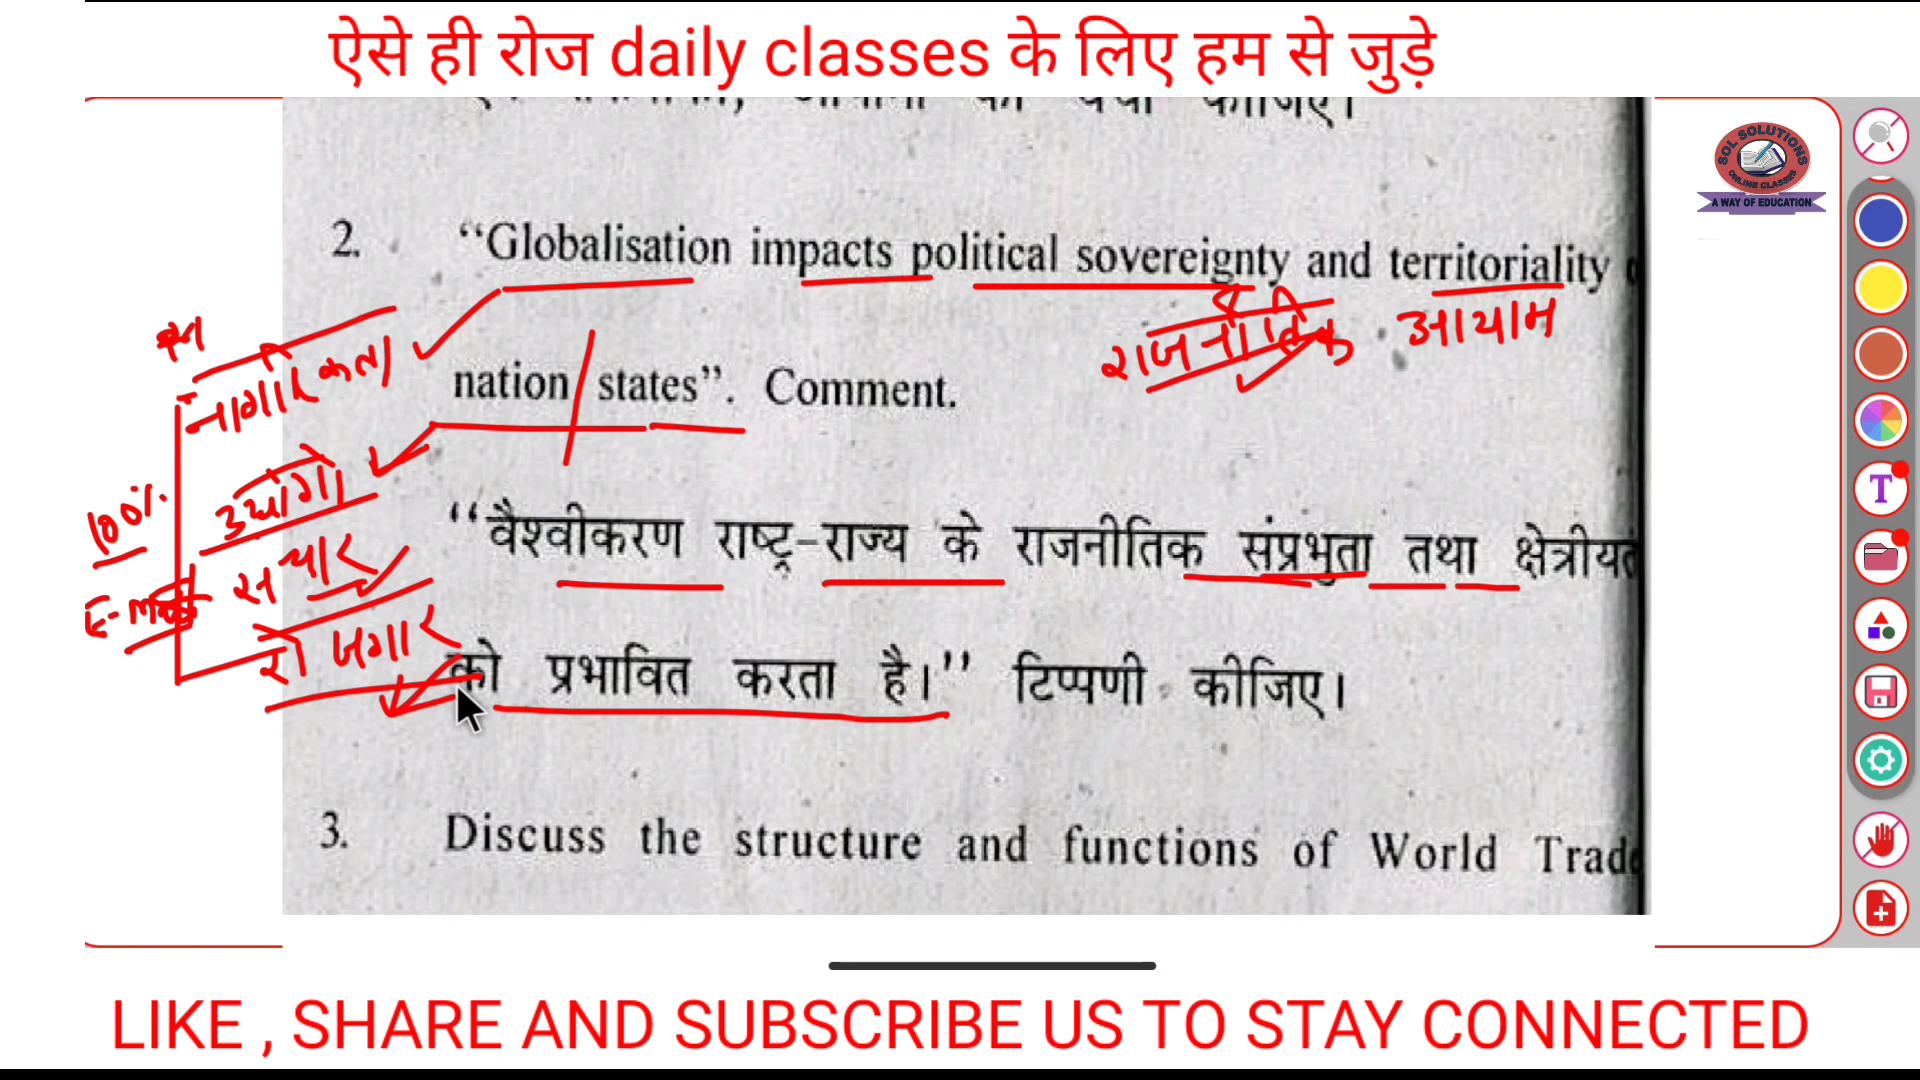 ऐसे ही रोज daily classes के लिए हम से जुड़े
SOL SOLUTIONS
ONLINE CLASSES
A WAY OF EDUCATION
2. "Globalisation impacts political sovereignty and territoriality
राजनीतिक आयाम
nation states". Comment.
नागरिकता
उद्योगो
100%
"वैश्वीकरण राष्ट्र-राज्य के राजनीतिक संप्रभुता तथा क्षेत्रीयत
संचार
रोजगार
को प्रभावित करता है।" टिप्पणी कीजिए।
3. Discuss the structure and functions of World Trade
T
LIKE , SHARE AND SUBSCRIBE US TO STAY CONNECTED